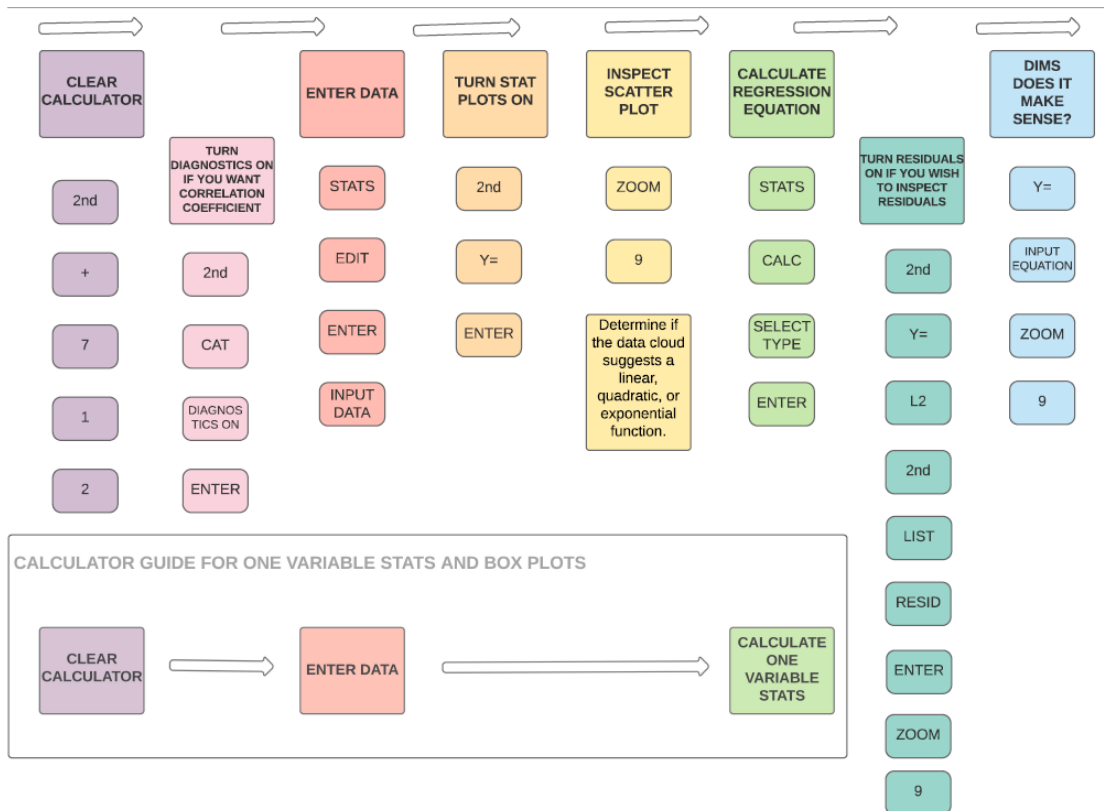 CLEAR
CALCULATOR
2nd
+
7
1
2
TURN
DIAGNOSTICS ON
IF YOU WANT
CORRELATION
COEFFICIENT
2nd
CAT
DIAGNOS
TICS ON
ENTER
ENTER DATA
STATS
EDIT
ENTER
INPUT
DATA
TURN STAT
PLOTS ON
2nd
Y=
ENTER
INSPECT
SCATTER
PLOT
ZOOM
9
Determine if
the data cloud
suggests a
linear,
quadratic, or
exponential
function.
CALCULATE
REGRESSION
EQUATION
STATS
CALC
SELECT
TYPE
ENTER
TURN RESIDUALS
ON IF YOU WISH
TO INSPECT
RESIDUALS
2nd
Y=
L2
2nd
LIST
RESID
ENTER
ZOOM
9
DIMS
DOES IT
MAKE
SENSE?
Y=
INPUT
EQUATION
ZOOM
9
CALCULATOR GUIDE FOR ONE VARIABLE STATS AND BOX PLOTS
CLEAR
CALCULATOR
ENTER DATA
CALCULATE
ONE
VARIABLE
STATS